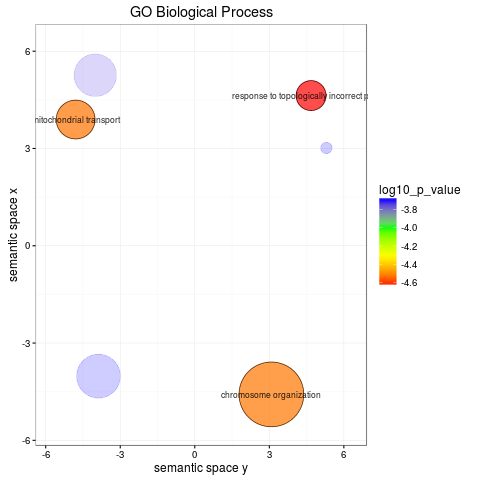 GO Biological Process
6
3
0
-3
-6
semantic space x
response to topologically incorrect p
mitochondrial transport
chromosome organization
-6
-3
0
3
6
semantic space y
log10_p_value
-3.8
-4.0
-4.2
-4.4
-4.6